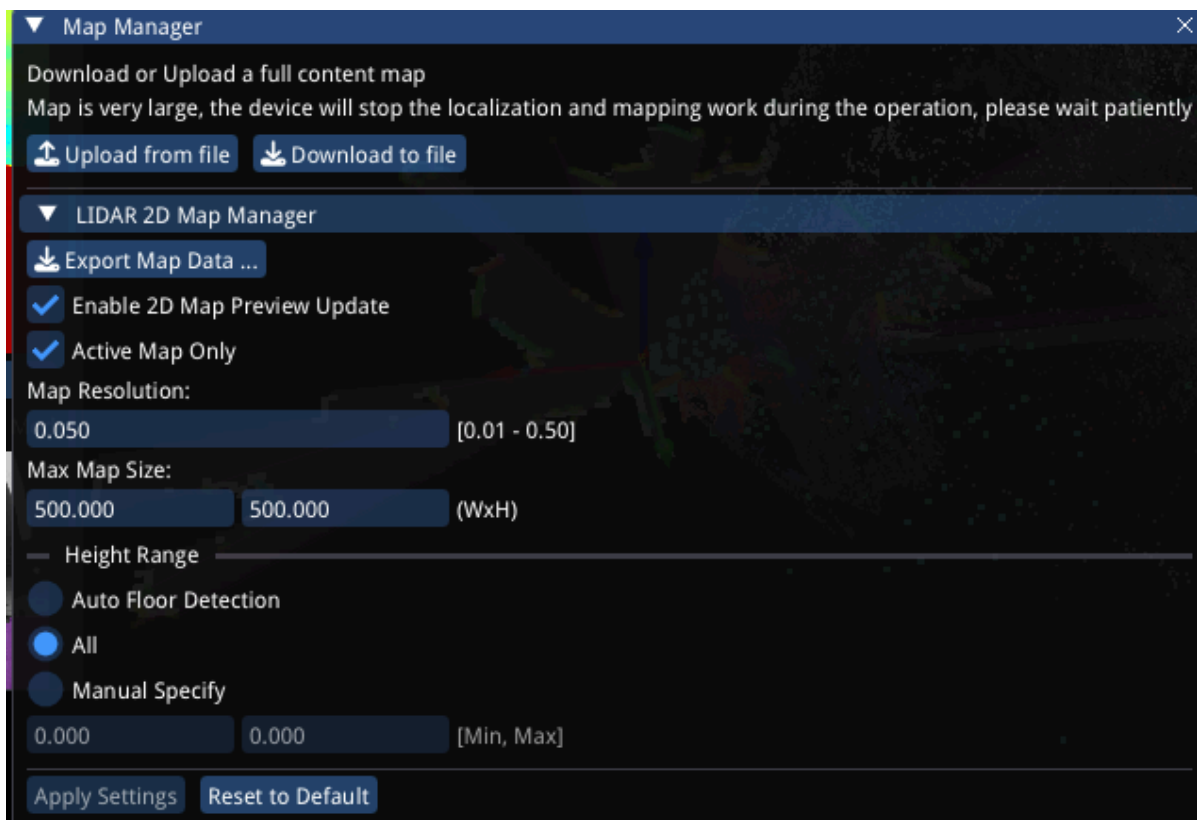 Map Manager
Download or Upload a full content map
Map is very large, the device will stop the localization and mapping work during the operation, please wait patiently
Upload from file Download to file
LIDAR 2D Map Manager
Export Map Data ...
Enable 2D Map Preview Update
Active Map Only
Map Resolution:
0.050 [0.01 - 0.50]
Max Map Size:
500.000 500.000 (WxH)
Height Range
Auto Floor Detection
All
Manual Specify
0.000 0.000 [Min, Max]
Apply Settings Reset to Default